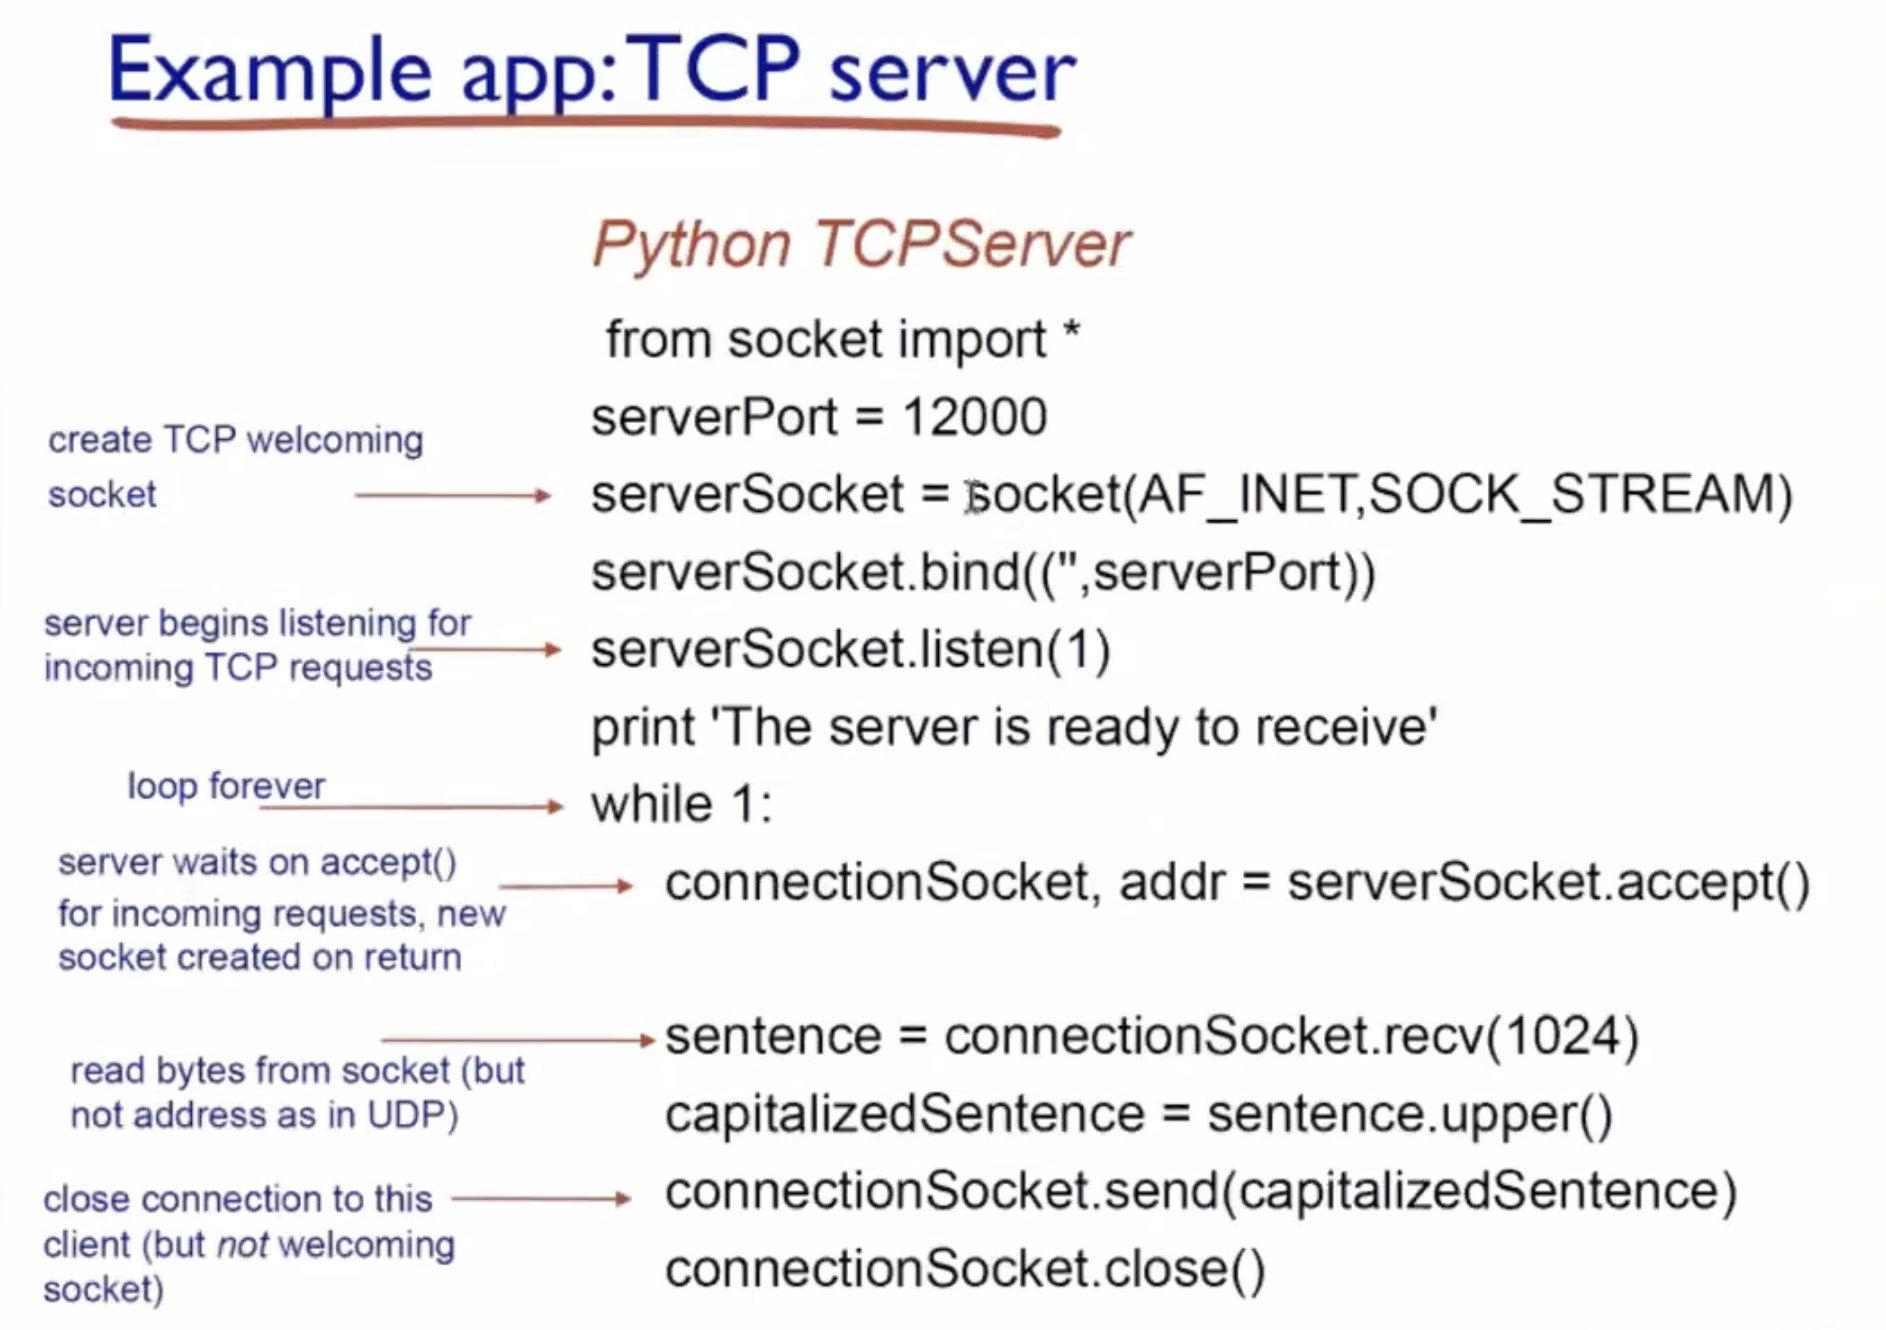 Example app: TCP server
Python TCPServer
from socket import *
serverPort = 12000
create TCP welcoming
socket
serverSocket = socket(AF_INET,SOCK_STREAM)
serverSocket.bind(('',serverPort))
server begins listening for
incoming TCP requests
serverSocket.listen(1)
print 'The server is ready to receive'
loop forever
while 1:
server waits on accept()
for incoming requests, new
socket created on return
connectionSocket, addr = serverSocket.accept()
sentence = connectionSocket.recv(1024)
read bytes from socket (but
not address as in UDP)
capitalizedSentence = sentence.upper()
close connection to this
client (but not welcoming
socket)
connectionSocket.send(capitalizedSentence)
connectionSocket.close()